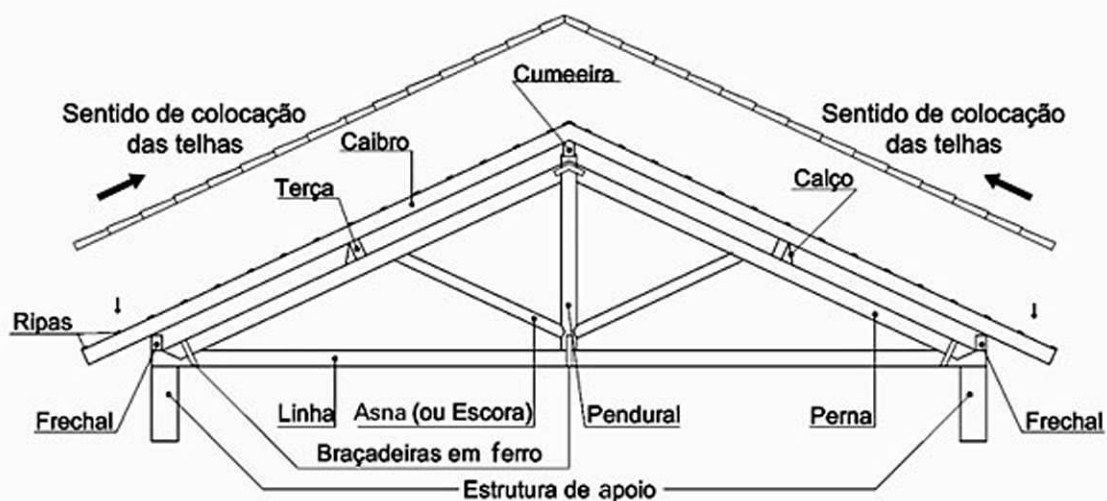 Cumeeira
Sentido de colocação
das telhas
Sentido de colocação
das telhas
Caibro
Terça
Calço
Ripas
Frechal
Linha
Asna (ou Escora)
Pendural
Perna
Frechal
Braçadeiras em ferro
Estrutura de apoio